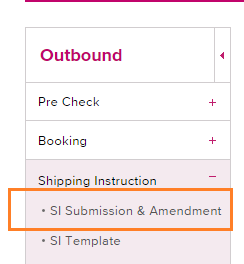 Outbound
Pre Check +
Booking +
Shipping Instruction −
• SI Submission & Amendment
• SI Template